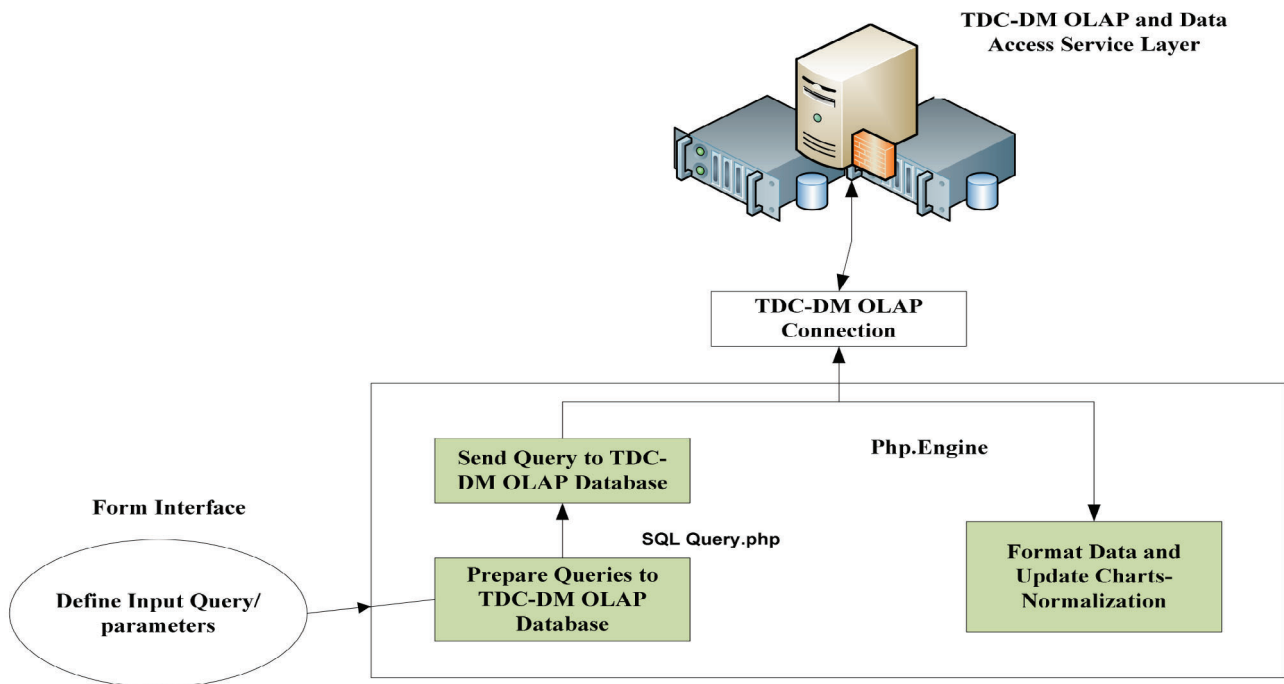 TDC-DM OLAP and Data
Access Service Layer
TDC-DM OLAP
Connection
Php.Engine
Send Query to TDC-
DM OLAP Database
SQL Query.php
Form Interface
Define Input Query/
parameters
Prepare Queries to
TDC-DM OLAP
Database
Format Data and
Update Charts-
Normalization